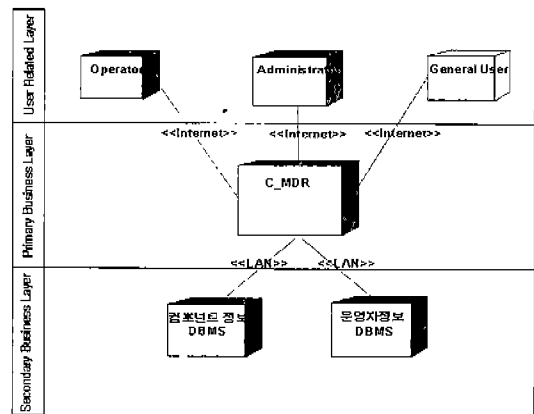 User Related Layer
Operator
Administrat
General User
<<Internet>>
<<Internet>>
<<Internet>>
Primary Business Layer
C_MDR
<<LAN>>
<<LAN>>
Secondary Business Layer
컴포넌트 정보
DBMS
운영자정보
DBMS